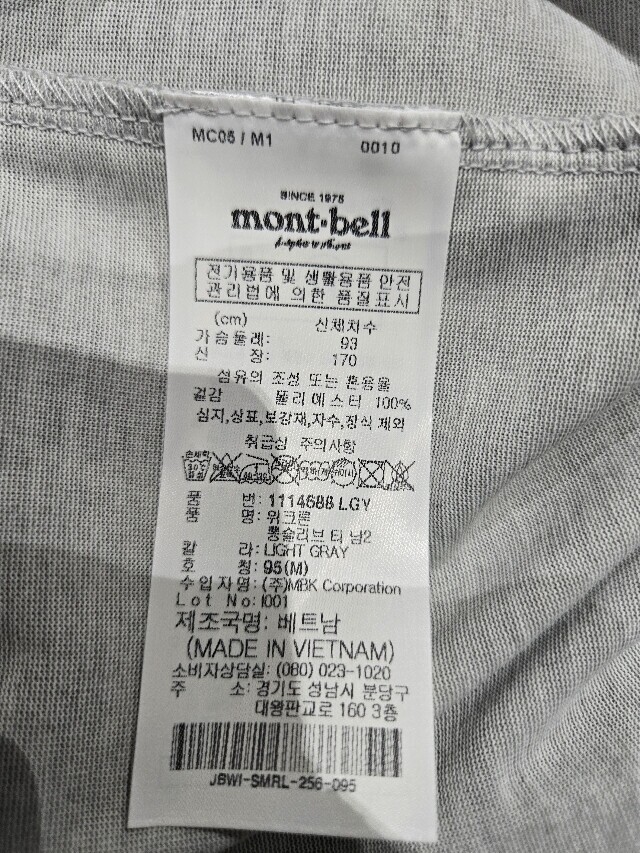 MC05 / M1 0010
SINCE 1975
mont·bell
전기용품 및 생활용품 안전
관리법에 의한 품질표시
(cm) 신체치수
가슴둘레: 93
신 장: 170
섬유의 조성 또는 혼용율
겉감 폴리에스터 100%
심지,상표,보강재,자수,장식 제외
취급상 주의사항
품 번: 1114688 LGY
품 명: 위크론
롱슬리브 티 남2
칼 라: LIGHT GRAY
호 칭: 95(M)
수입자명: (주)MBK Corporation
Lot No: I001
제조국명: 베트남
(MADE IN VIETNAM)
소비자상담실: (080) 023-1020
주 소: 경기도 성남시 분당구
대왕판교로 160 3층
JBWI-SMRL-256-095